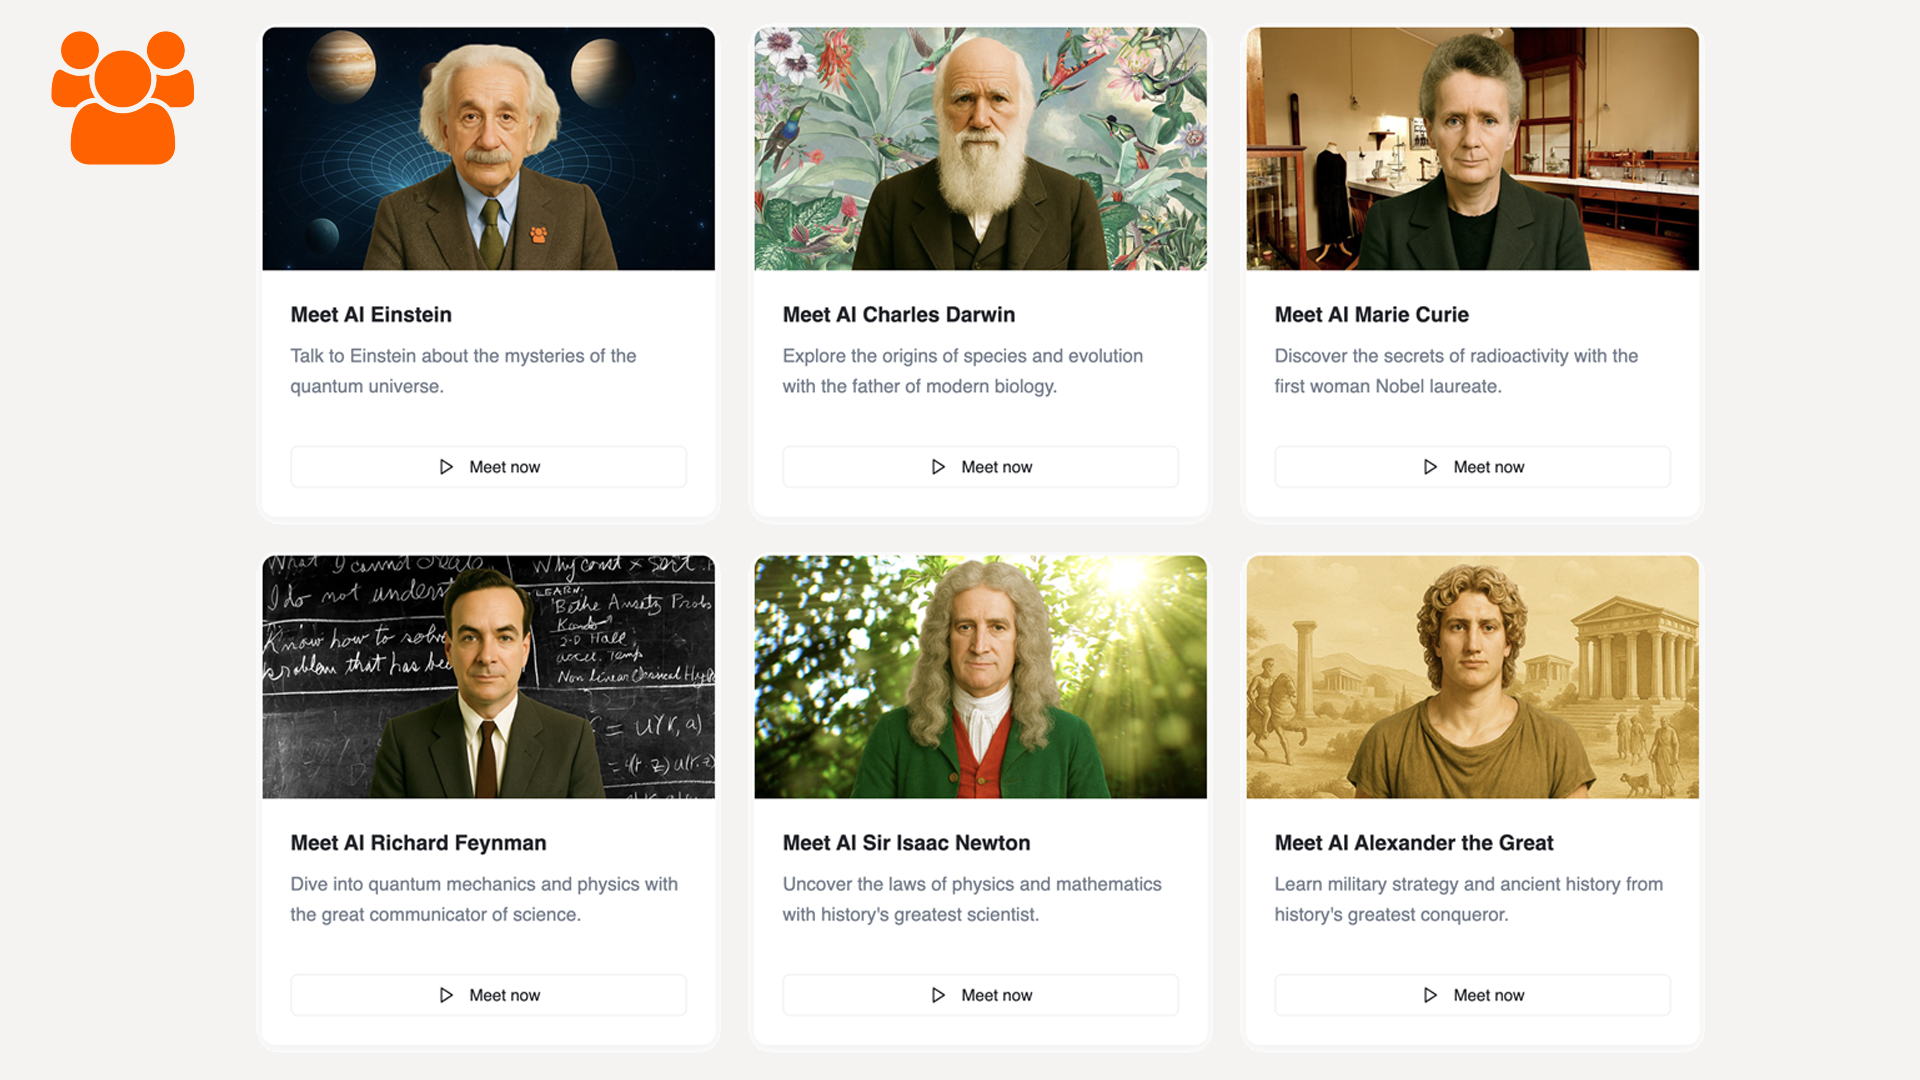 Meet AI Einstein
Talk to Einstein about the mysteries of the
quantum universe.
Meet now
Meet AI Charles Darwin
Explore the origins of species and evolution
with the father of modern biology.
Meet now
Meet AI Marie Curie
Discover the secrets of radioactivity with the
first woman Nobel laureate.
Meet now
What I cannot
I do not underst
Know how to solve
problem that has bee
Why const × sort
LEARN:
Bethe Ansatz Probs
Kondo
2-D Hall
accel. Temp
Non Linear Classical Hy
Meet AI Richard Feynman
Dive into quantum mechanics and physics with
the great communicator of science.
Meet now
Meet AI Sir Isaac Newton
Uncover the laws of physics and mathematics
with history's greatest scientist.
Meet now
Meet AI Alexander the Great
Learn military strategy and ancient history from
history's greatest conqueror.
Meet now